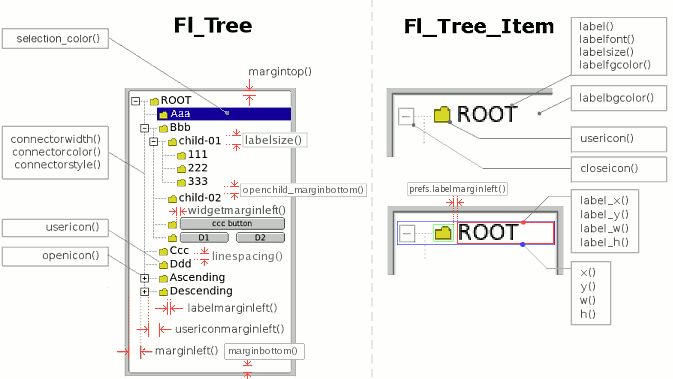 Fl_Tree
selection_color()
margintop()
ROOT
Aaa
Bbb
child-01
labelsize()
111
222
333
openchild_marginbottom()
child-02
widgetmarginleft()
ccc button
D1
D2
Ccc
Ddd
linespacing()
Ascending
Descending
labelmarginleft()
usericonmarginleft()
marginleft()
marginbottom()
connectorwidth()
connectorcolor()
connectorstyle()
usericon()
openicon()
Fl_Tree_Item
label()
labelfont()
labelsize()
labelfgcolor()
labelbgcolor()
ROOT
usericon()
closeicon()
prefs.labelmarginleft()
ROOT
label_x()
label_y()
label_w()
label_h()
x()
y()
w()
h()